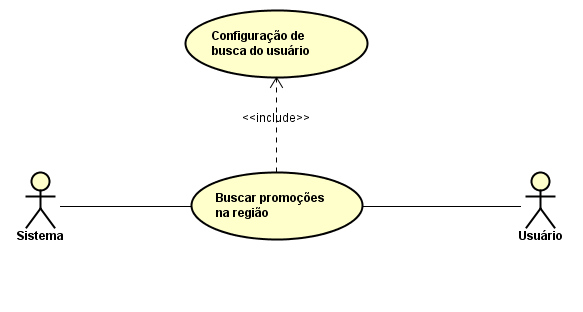 Configuração de
busca do usuário
<<include>>
Buscar promoções
na região
Sistema
Usuário